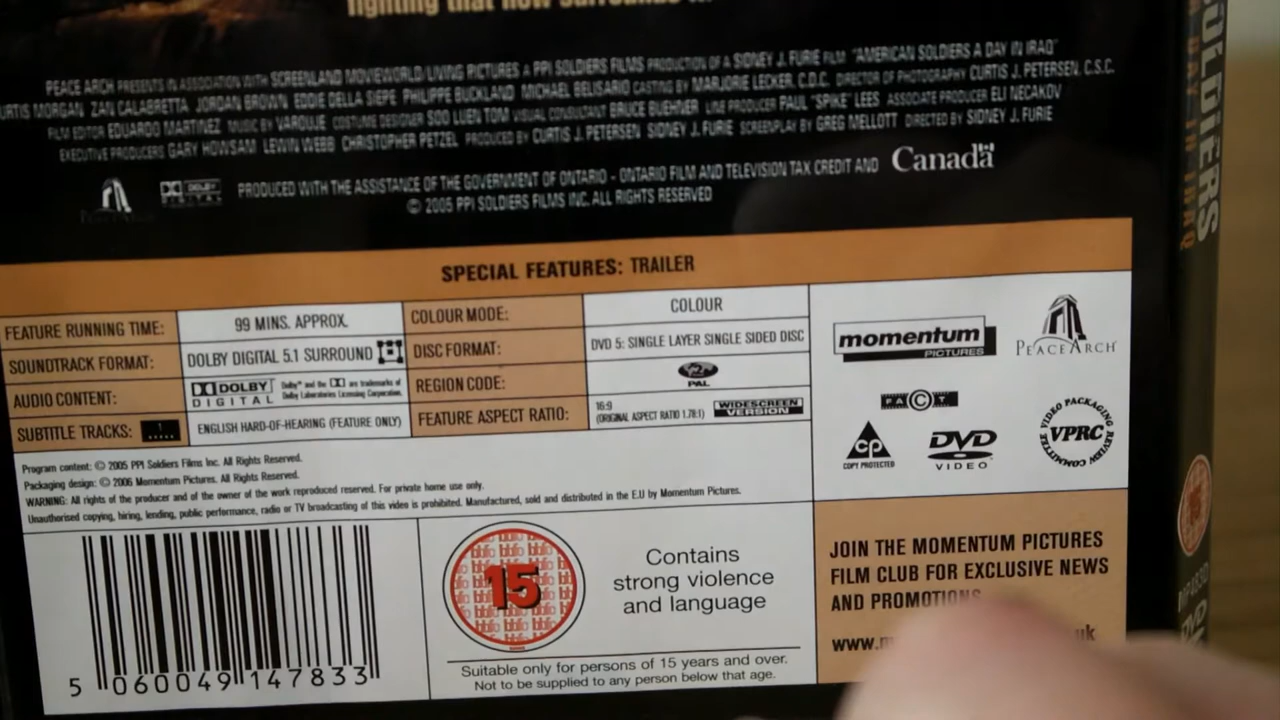 fighting that now surrounds
PEACE ARCH PRESENTS IN ASSOCIATION WITH SCREENLAND MOVIEWORLD/LIVING PICTURES A PPI SOLDIERS FILMS PRODUCTION OF A SIDNEY J. FURIE FILM "AMERICAN SOLDIERS A DAY IN IRAQ"
URTIS MORGAN ZAN CALABRETTA JORDAN BROWN EDDIE DELLA SIEPE PHILIPPE BUCKLAND MICHAEL BELISARIO CASTING BY MARJORIE LECKER, C.D.C. DIRECTOR OF PHOTOGRAPHY CURTIS J. PETERSEN, C.S.C.
FILM EDITOR EDUARDO MARTINEZ MUSIC BY VAROUJE COSTUME DESIGNER SOO LUEN TOM VISUAL CONSULTANT BRUCE BUEHNER LINE PRODUCER PAUL "SPIKE" LEES ASSOCIATE PRODUCER ELI NECAKOV
EXECUTIVE PRODUCERS GARY HOWSAM LEWIN WEBB CHRISTOPHER PETZEL PRODUCED BY CURTIS J. PETERSEN SIDNEY J. FURIE SCREENPLAY BY GREG MELLOTT DIRECTED BY SIDNEY J. FURIE
PEACE ARCH
DOLBY
DIGITAL
PRODUCED WITH THE ASSISTANCE OF THE GOVERNMENT OF ONTARIO - ONTARIO FILM AND TELEVISION TAX CREDIT AND Canada
© 2005 PPI SOLDIERS FILMS INC. ALL RIGHTS RESERVED
SPECIAL FEATURES: TRAILER
FEATURE RUNNING TIME: 99 MINS. APPROX.
SOUNDTRACK FORMAT: DOLBY DIGITAL 5.1 SURROUND
AUDIO CONTENT: DOLBY DIGITAL Dolby® and the are trademarks of
Dolby Laboratories Licensing Corporation.
SUBTITLE TRACKS: 1 ENGLISH HARD-OF-HEARING (FEATURE ONLY)
COLOUR MODE: COLOUR
DISC FORMAT: DVD 5: SINGLE LAYER SINGLE SIDED DISC
REGION CODE: 2 PAL
FEATURE ASPECT RATIO: 16:9
(ORIGINAL ASPECT RATIO 1.78:1)
WIDESCREEN
VERSION
momentum
PICTURES
PEACEARCH
FACT
CP
COPY PROTECTED
DVD
VIDEO
VIDEO PACKAGING REVIEW COMMITTEE
VPRC
Program content: © 2005 PPI Soldiers Films Inc. All Rights Reserved.
Packaging design: © 2006 Momentum Pictures. All Rights Reserved.
WARNING: All rights of the producer and of the owner of the work reproduced reserved. For private home use only.
Unauthorised copying, hiring, lending, public performance, radio or TV broadcasting of this video is prohibited. Manufactured, sold and distributed in the E.U by Momentum Pictures.
5 060049 147833
bbfc
15
Contains
strong violence
and language
Suitable only for persons of 15 years and over.
Not to be supplied to any person below that age.
JOIN THE MOMENTUM PICTURES
FILM CLUB FOR EXCLUSIVE NEWS
AND PROMOTIONS
www.m uk
OLDIERS
A DAY IN IRAQ
15